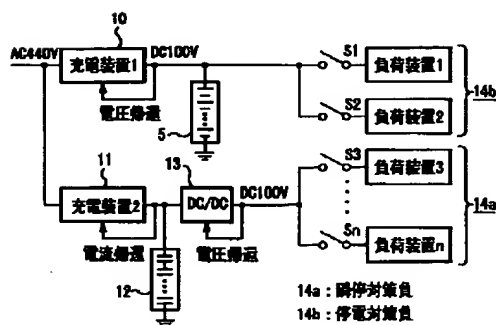 10
AC440V
充電装置1
DC100V
電圧帰還
5
S1
負荷装置1
S2
負荷装置2
14b
11
充電装置2
電流帰還
12
13
DC/DC
DC100V
電圧帰還
S3
負荷装置3
Sn
負荷装置n
14a
14a:瞬停対策負
14b:停電対策負